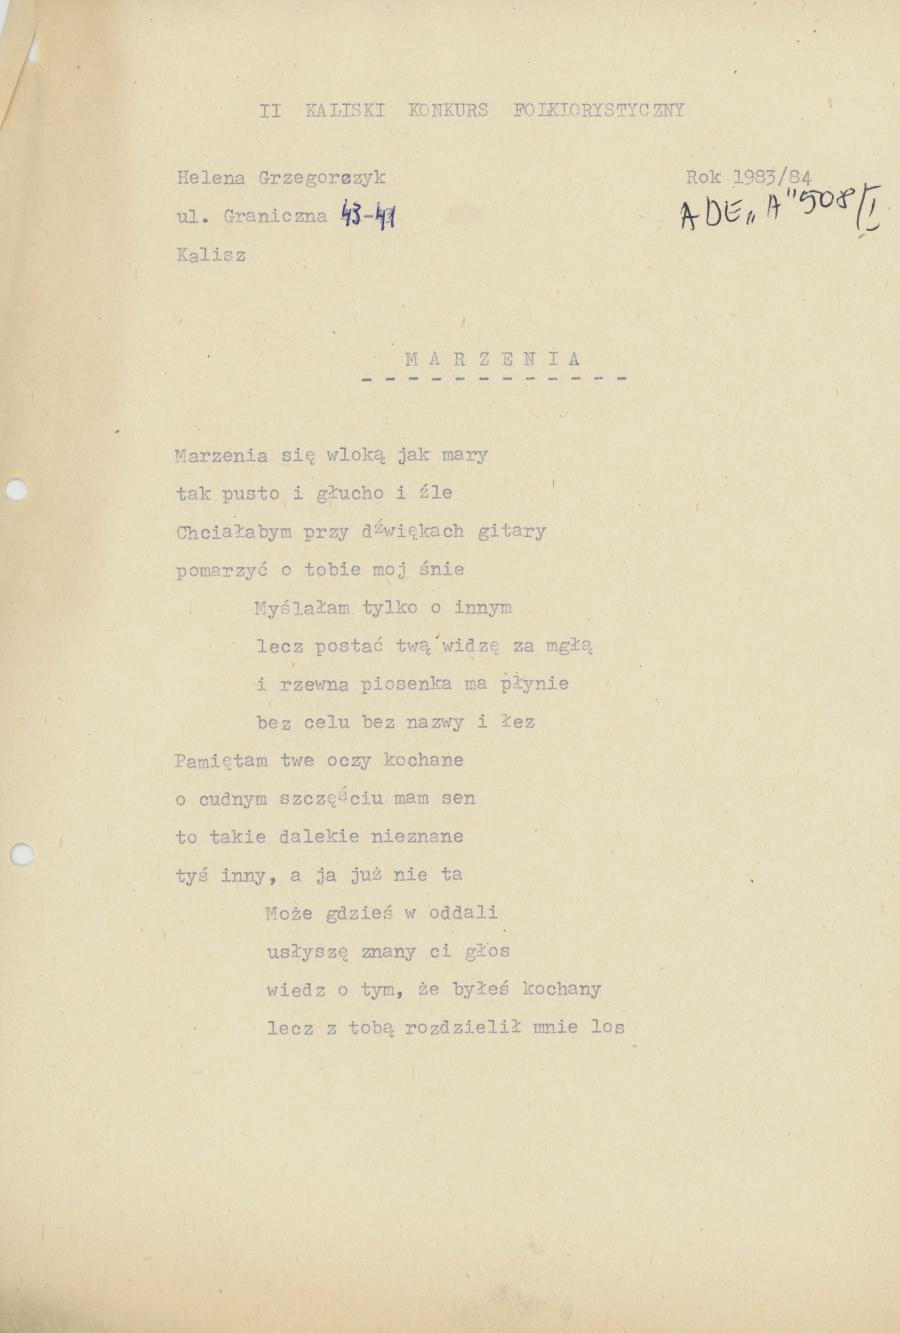 II KALISKI KONKURS FOLKIORYSTYCZNY
Helena Grzegorczyk
Rok 1983/84
ul. Graniczna 43-41
ADE „A" 508/I
Kalisz
MARZENIA
- - - - - - - - - - - -
Marzenia się wloką jak mary
tak pusto i głucho i źle
Chciałabym przy dźwiękach gitary
pomarzyć o tobie moj śnie
Myślałam tylko o innym
lecz postać twą widzę za mgłą
i rzewna piosenka ma płynie
bez celu bez nazwy i łez
Pamiętam twe oczy kochane
o cudnym szczęściu mam sen
to takie dalekie nieznane
tyś inny, a ja już nie ta
Może gdzieś w oddali
usłyszę znany ci głos
wiedz o tym, że byłeś kochany
lecz z tobą rozdzielił mnie los